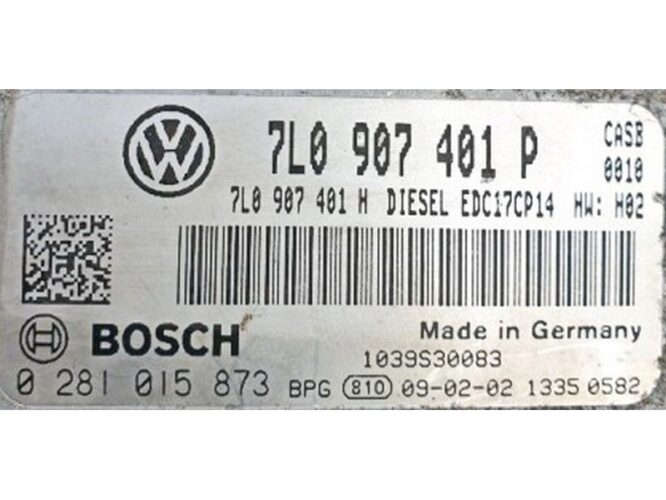 7L0 907 401 P
CASB
0010
7L0 907 401 H DIESEL EDC17CP14 HW: H02
BOSCH
Made in Germany
1039S30083
0 281 015 873 BPG 810 09-02-02 1335 0582